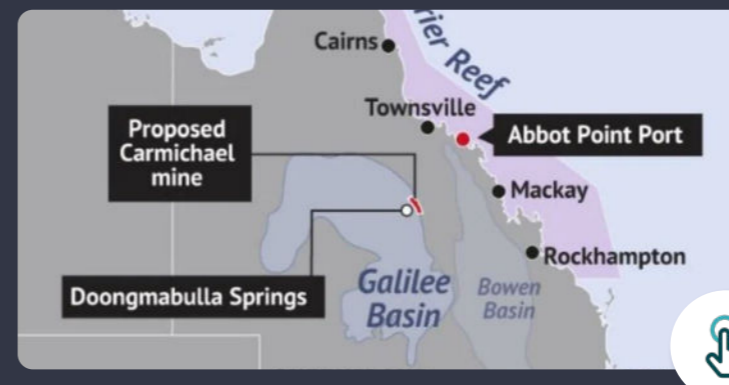 rier Reef
Cairns
Townsville
Proposed
Carmichael
mine
Abbot Point Port
Mackay
Rockhampton
Doongmabulla Springs
Galilee
Basin
Bowen
Basin